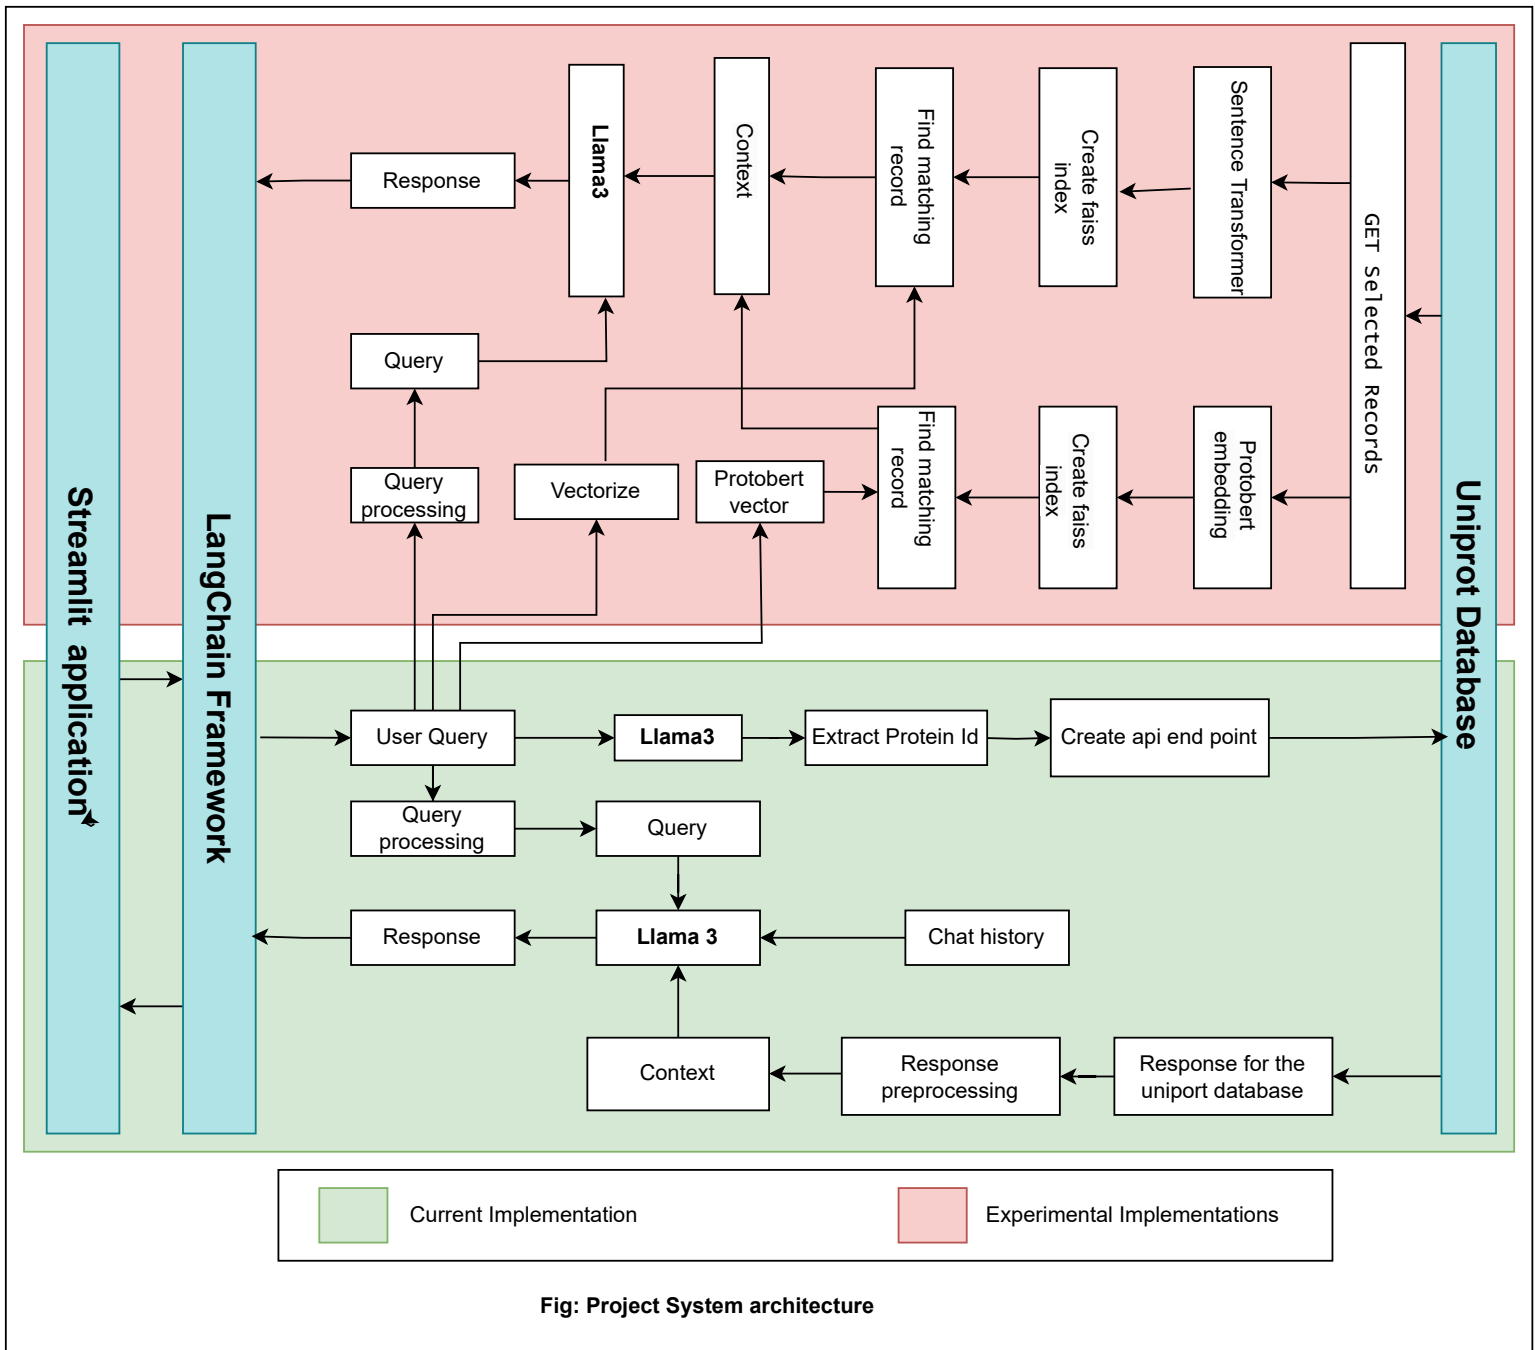 Streamlit application
LangChain Framework
Response
Llama3
Context
Find matching
record
Create faiss
index
Sentence Transformer
GET Selected Records
Uniprot Database
Query
Query
processing
Vectorize
Protobert
vector
Find matching
record
Create faiss
index
Protobert
embedding
User Query
Llama3
Extract Protein Id
Create api end point
Query
processing
Query
Response
Llama 3
Chat history
Context
Response
preprocessing
Response for the
uniport database
Current Implementation
Experimental Implementations
Fig: Project System architecture